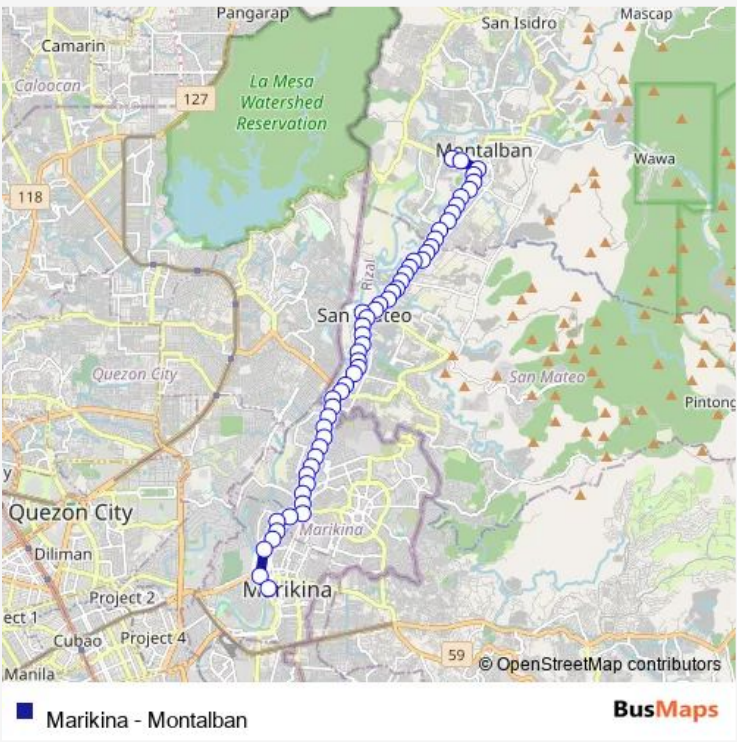 Pangarap
Mascap
San Isidro
Camarin
La Mesa
Watershed
Reservation
Caloocan
127
Montalban
Wawa
118
Rizal
San Mateo
Quezon City
San Mateo
Pintong
y
Quezon City
Marikina
Diliman
Marikina
Project 2
ect 1
Cubao
Project 4
59
© OpenStreetMap contributors
Manila
Marikina - Montalban
BusMaps